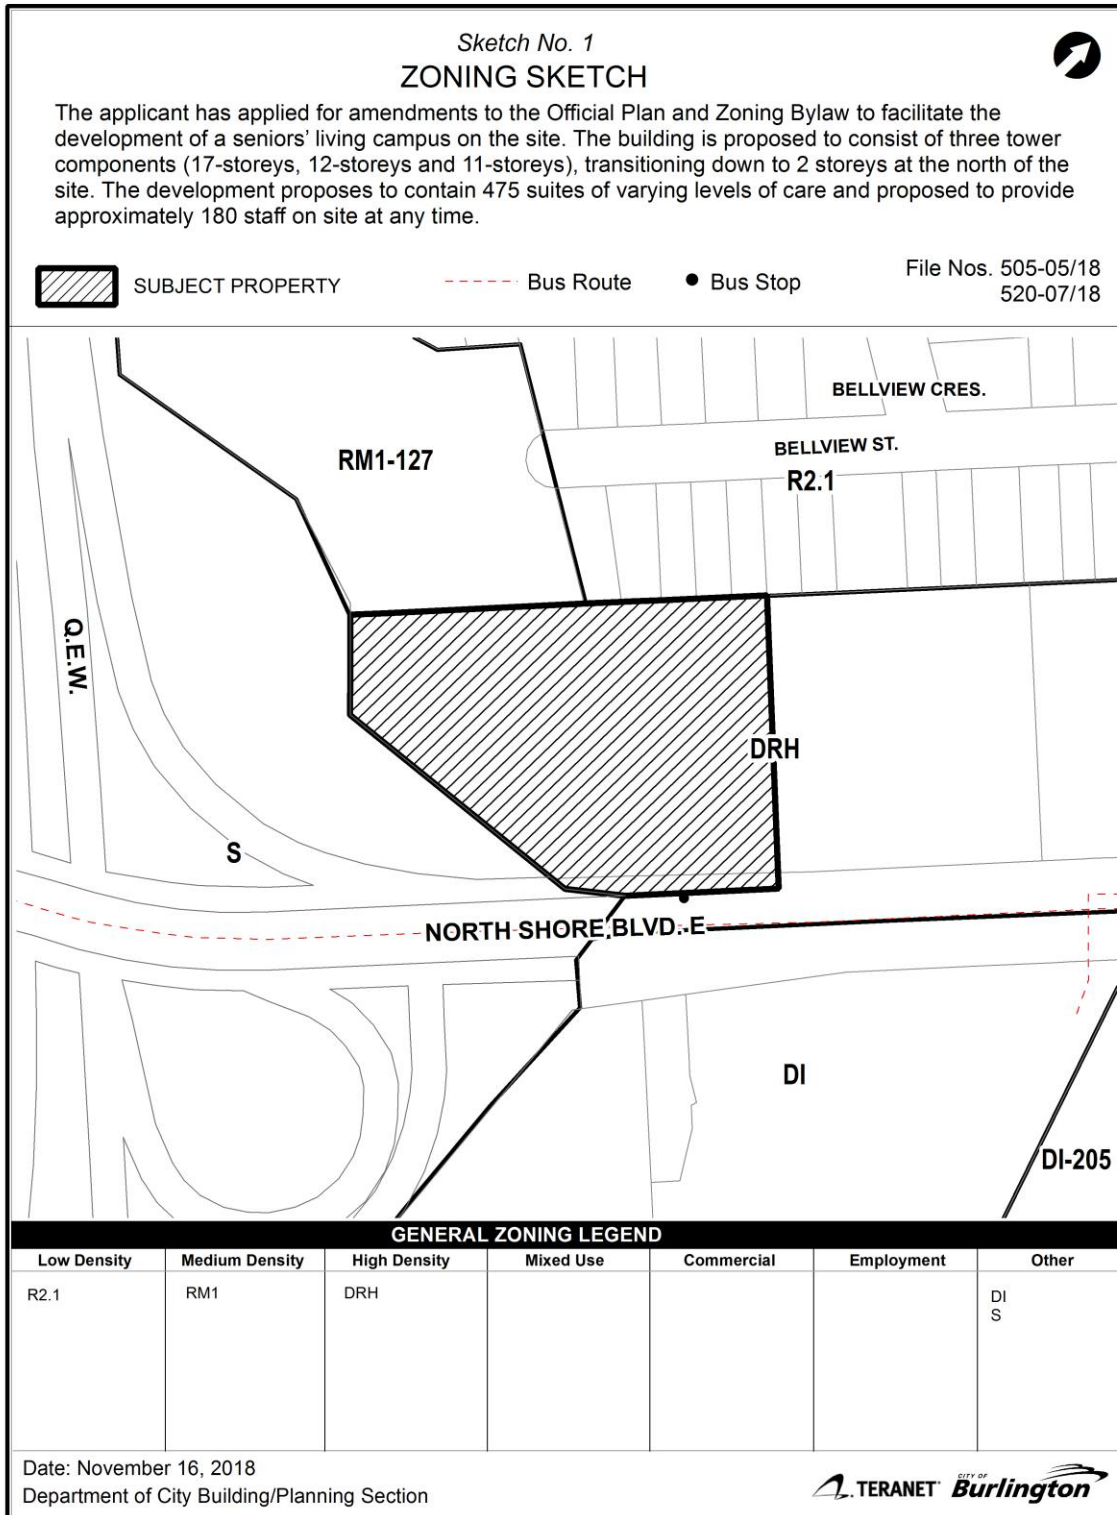 Sketch No. 1
ZONING SKETCH
The applicant has applied for amendments to the Official Plan and Zoning Bylaw to facilitate the
development of a seniors' living campus on the site. The building is proposed to consist of three tower
components (17-storeys, 12-storeys and 11-storeys), transitioning down to 2 storeys at the north of the
site. The development proposes to contain 475 suites of varying levels of care and proposed to provide
approximately 180 staff on site at any time.
SUBJECT PROPERTY
Bus Route
Bus Stop
File Nos. 505-05/18
520-07/18
BELLVIEW CRES.
BELLVIEW ST.
RM1-127
R2.1
Q.E.W.
DRH
S
NORTH SHORE BLVD. E
DI
DI-205
GENERAL ZONING LEGEND
Low Density Medium Density High Density Mixed Use Commercial Employment Other
R2.1 RM1 DRH DI
S
Date: November 16, 2018
Department of City Building/Planning Section
TERANET CITY OF Burlington